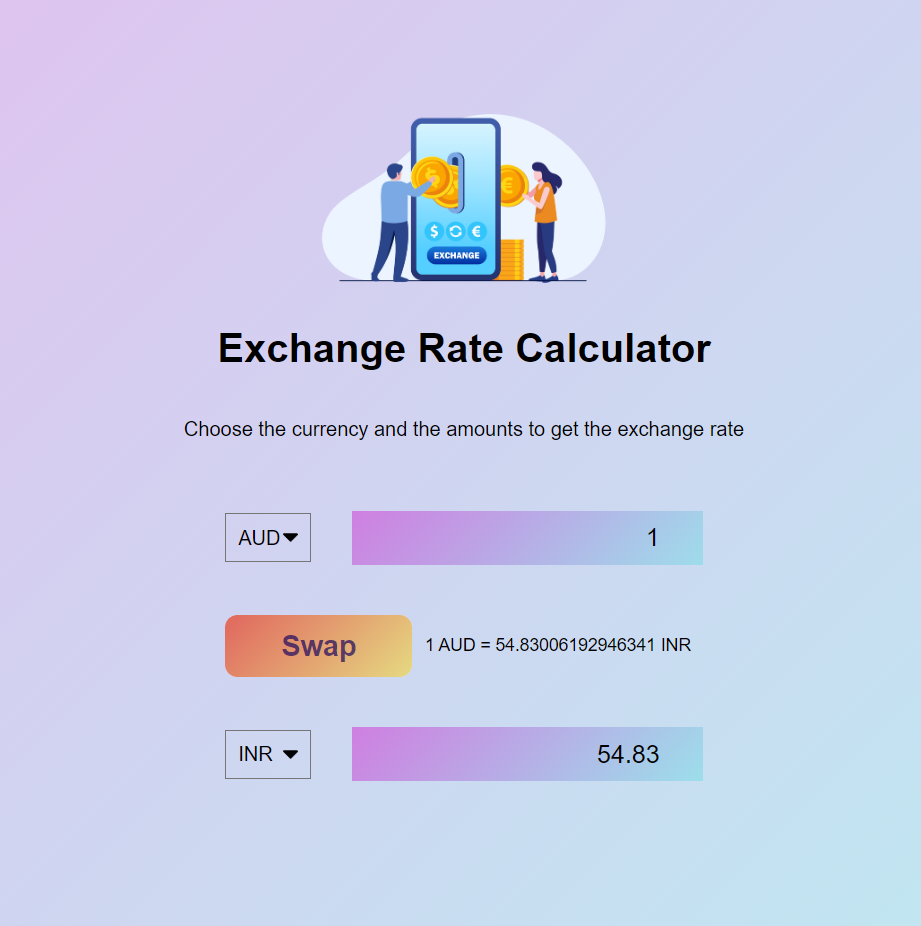 $ €
EXCHANGE
Exchange Rate Calculator
Choose the currency and the amounts to get the exchange rate
AUD 1
Swap 1 AUD = 54.83006192946341 INR
INR 54.83